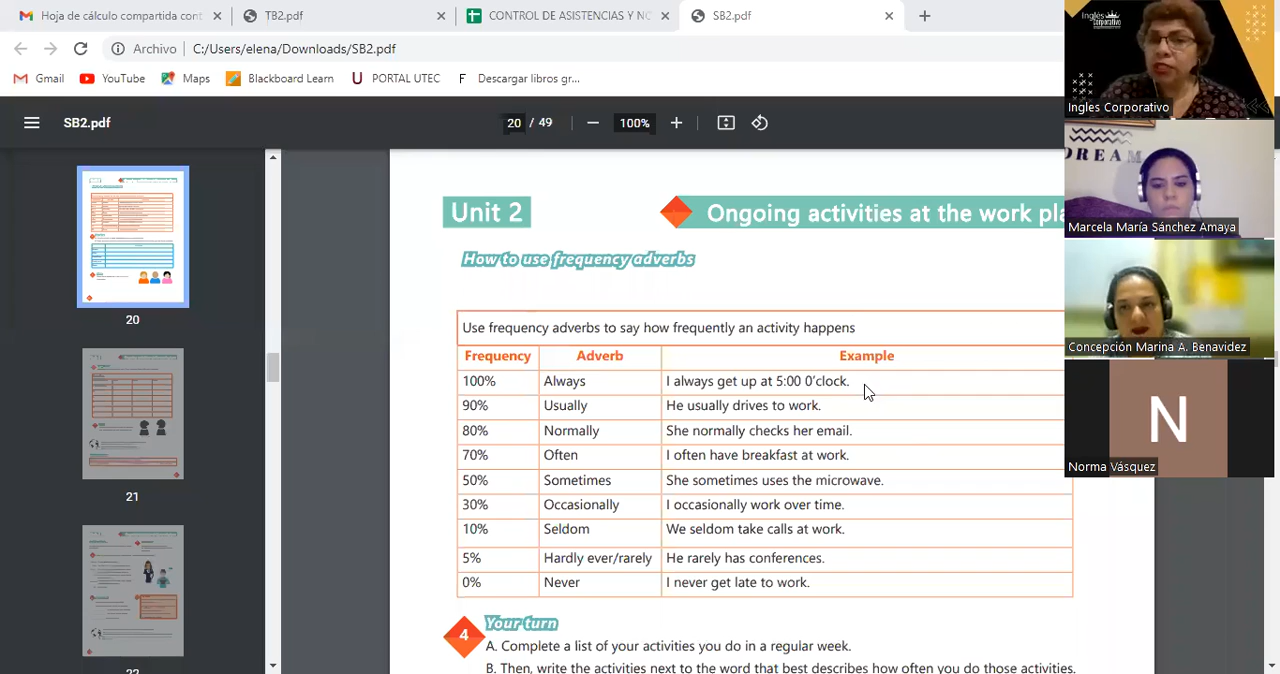 Hoja de cálculo compartida cont
TB2.pdf
CONTROL DE ASISTENCIAS Y NO
SB2.pdf
Archivo
C:/Users/elena/Downloads/SB2.pdf
Gmail
YouTube
Maps
Blackboard Learn
PORTAL UTEC
Descargar libros gr...
SB2.pdf
20 / 49
100%
20
21
Unit 2
Ongoing activities at the work pla
How to use frequency adverbs
Use frequency adverbs to say how frequently an activity happens
Frequency Adverb Example
100% Always I always get up at 5:00 0'clock.
90% Usually He usually drives to work.
80% Normally She normally checks her email.
70% Often I often have breakfast at work.
50% Sometimes She sometimes uses the microwave.
30% Occasionally I occasionally work over time.
10% Seldom We seldom take calls at work.
5% Hardly ever/rarely He rarely has conferences.
0% Never I never get late to work.
4 Your turn
A. Complete a list of your activities you do in a regular week.
B. Then, write the activities next to the word that best describes how often you do those activities.
Inglés
Corporativo
Ingles Corporativo
DREAM
Marcela María Sánchez Amaya
Concepción Marina A. Benavidez
N
Norma Vásquez